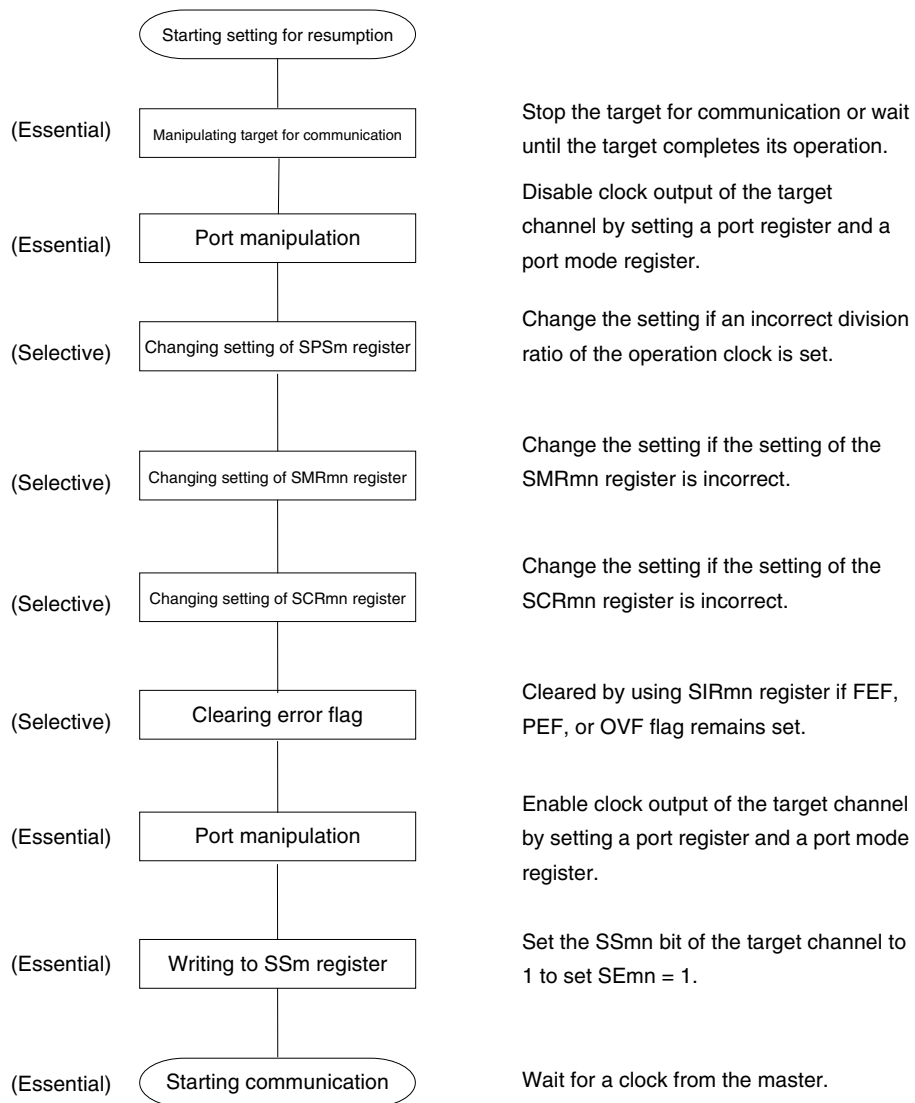 Starting setting for resumption
(Essential)
Manipulating target for communication
Stop the target for communication or wait
until the target completes its operation.
(Essential)
Port manipulation
Disable clock output of the target
channel by setting a port register and a
port mode register.
(Selective)
Changing setting of SPSm register
Change the setting if an incorrect division
ratio of the operation clock is set.
(Selective)
Changing setting of SMRmn register
Change the setting if the setting of the
SMRmn register is incorrect.
(Selective)
Changing setting of SCRmn register
Change the setting if the setting of the
SCRmn register is incorrect.
(Selective)
Clearing error flag
Cleared by using SIRmn register if FEF,
PEF, or OVF flag remains set.
(Essential)
Port manipulation
Enable clock output of the target channel
by setting a port register and a port mode
register.
(Essential)
Writing to SSm register
Set the SSmn bit of the target channel to
1 to set SEmn = 1.
(Essential)
Starting communication
Wait for a clock from the master.